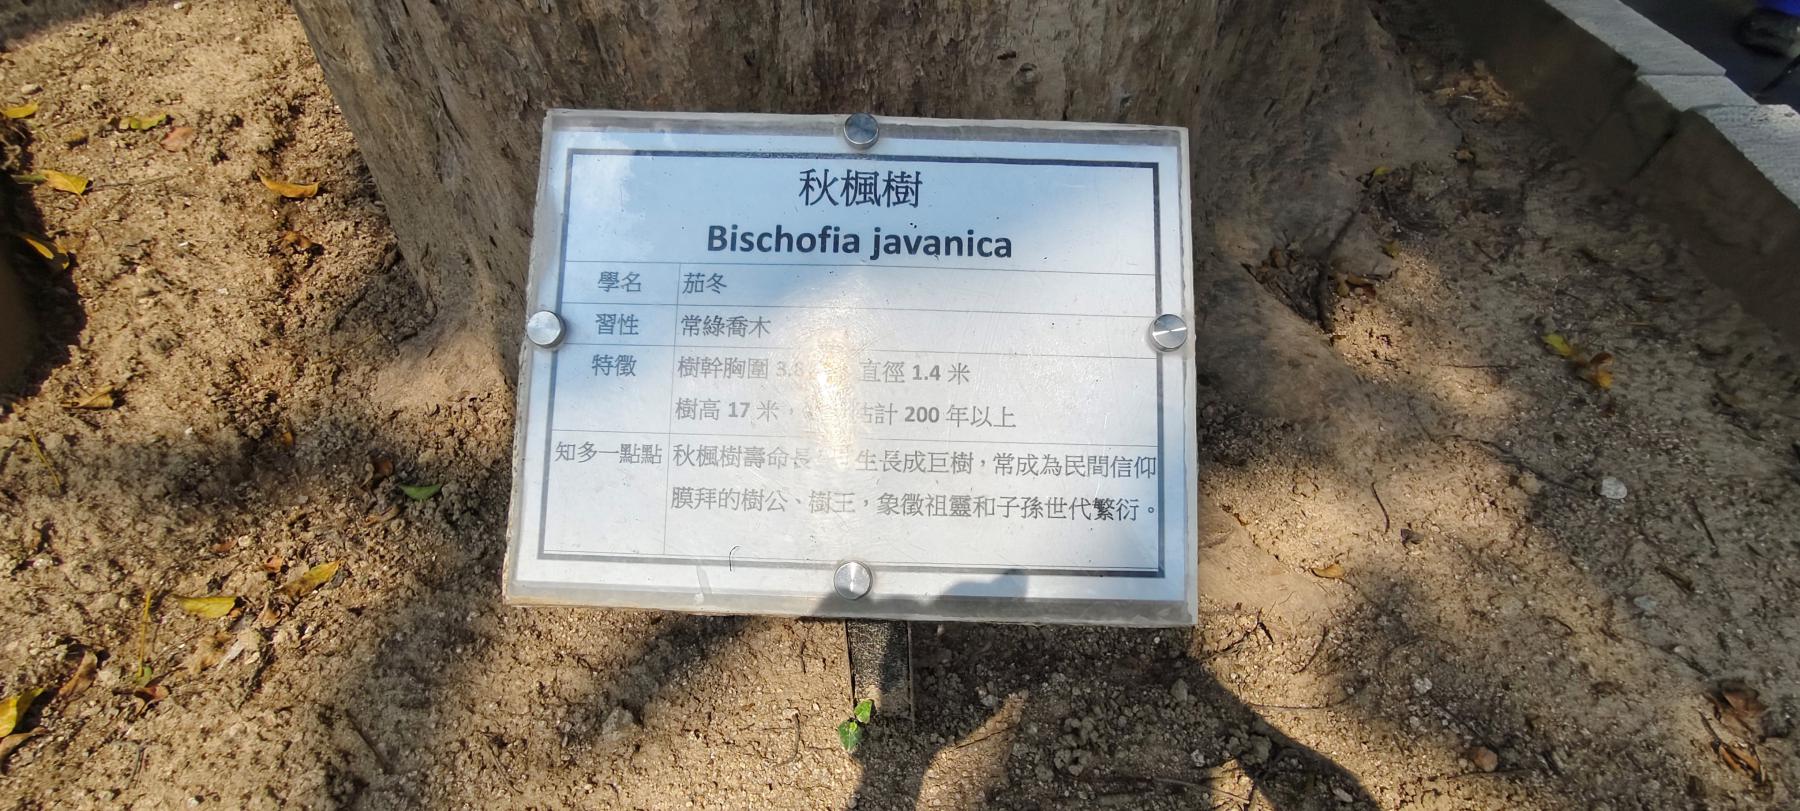 秋楓樹
Bischofia javanica
學名 茄冬
習性 常綠喬木
特徵 樹幹胸圍 3.8 直徑 1.4 米
樹高 17 米， 估計 200 年以上
知多一點點 秋楓樹壽命長 生長成巨樹，常成為民間信仰
膜拜的樹公、樹王，象徵祖靈和子孫世代繁衍。